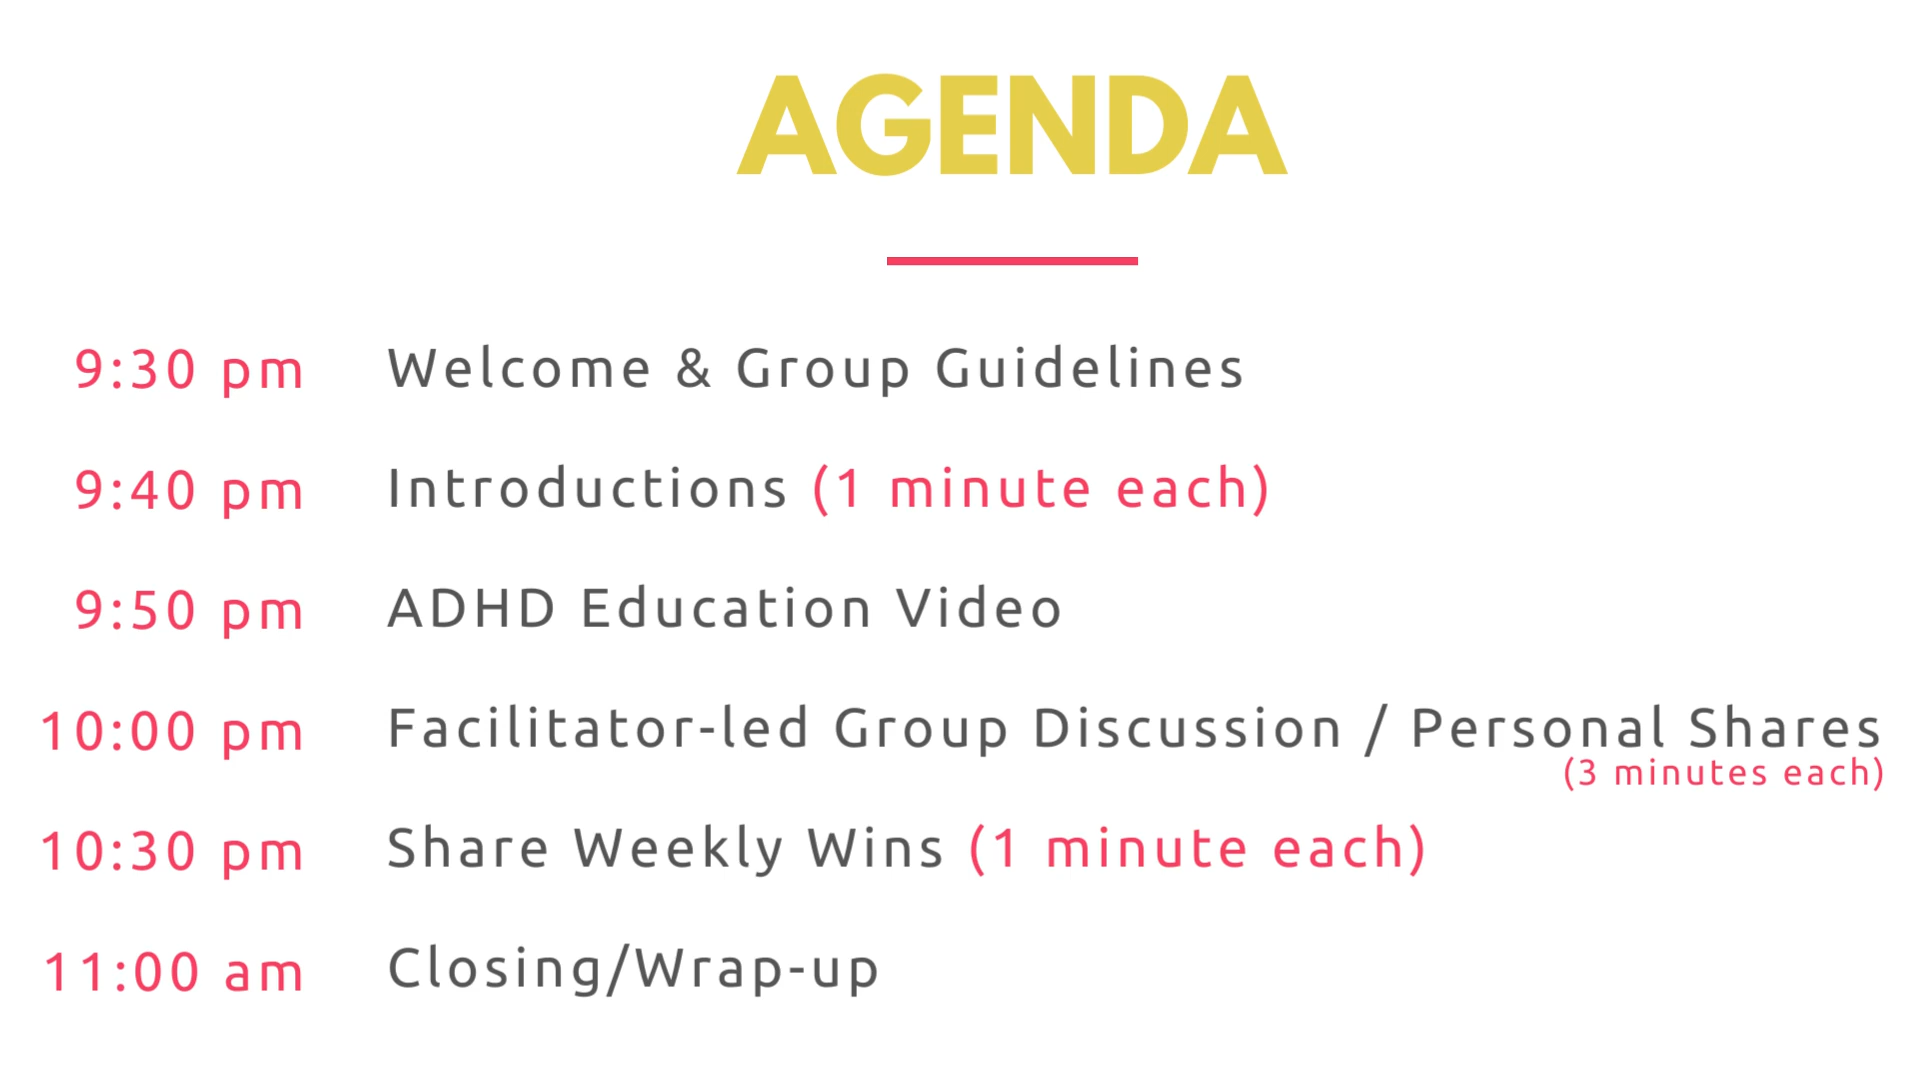 AGENDA
9:30 pm Welcome & Group Guidelines
9:40 pm Introductions (1 minute each)
9:50 pm ADHD Education Video
10:00 pm Facilitator-led Group Discussion / Personal Shares
(3 minutes each)
10:30 pm Share Weekly Wins (1 minute each)
11:00 am Closing/Wrap-up